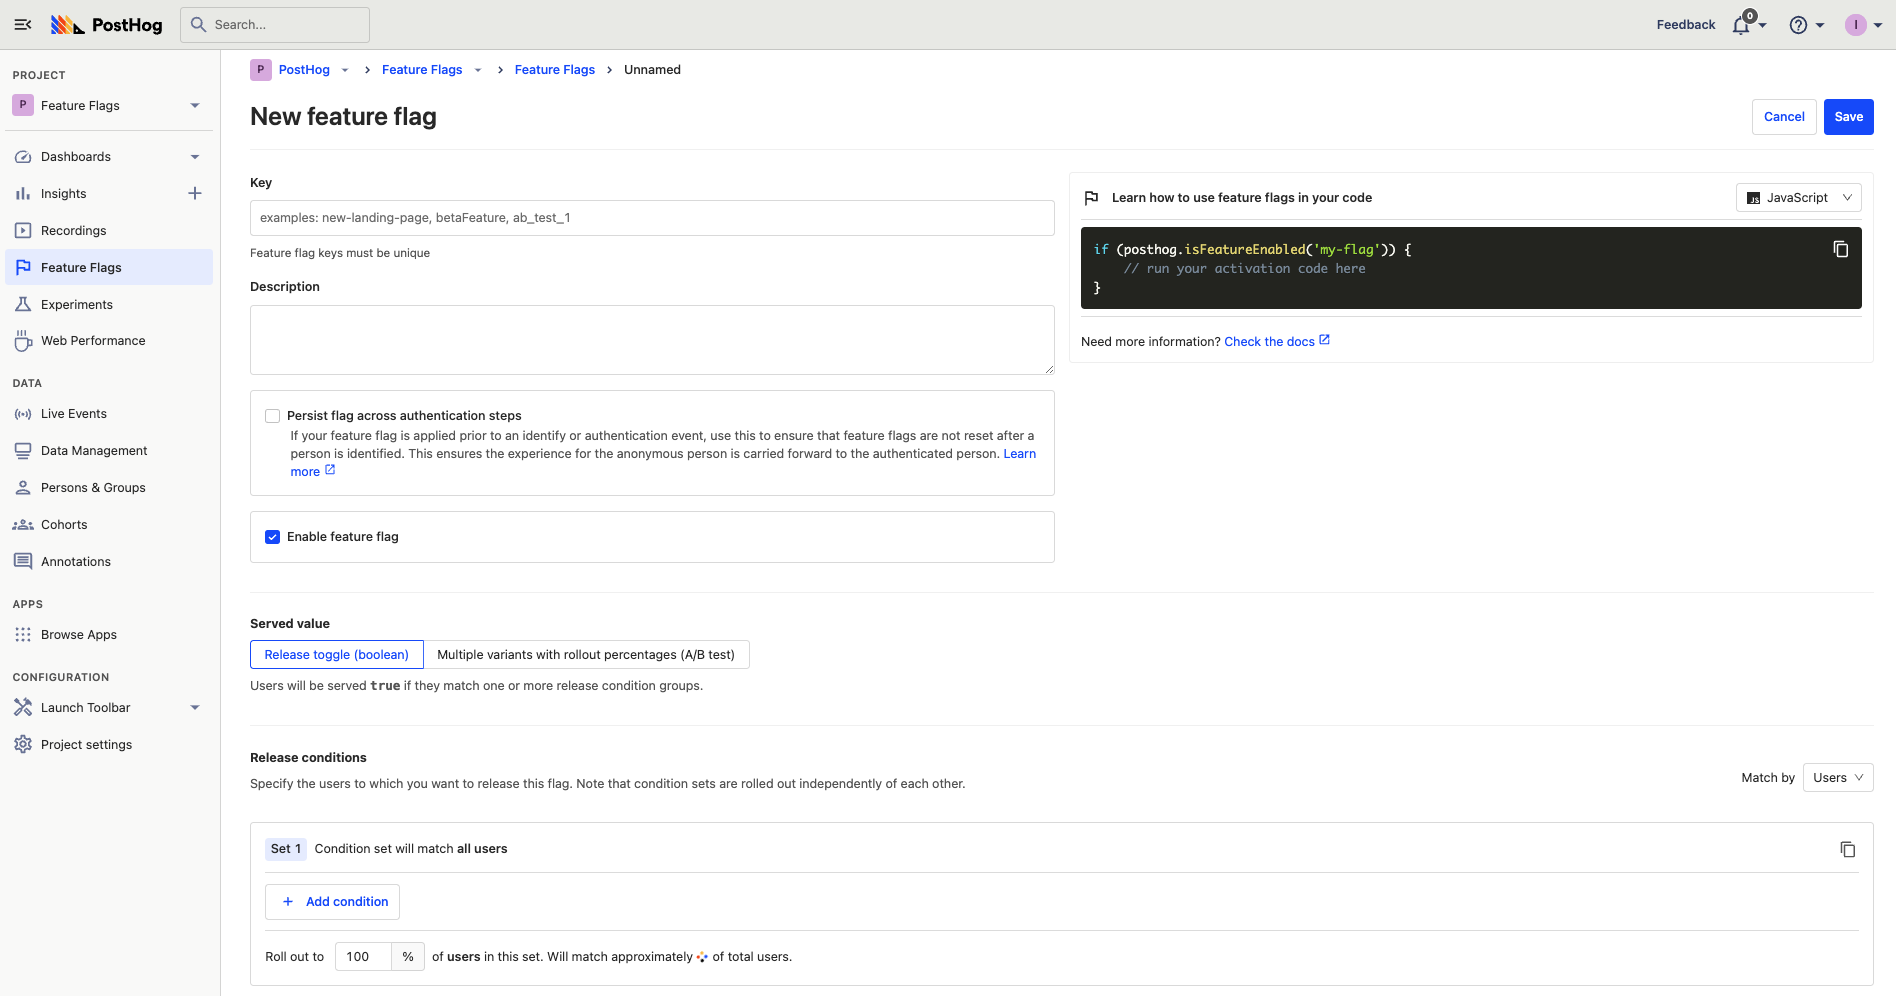 PostHog
Search...
Feedback
0
I
PROJECT
P
Feature Flags
Dashboards
Insights
Recordings
Feature Flags
Experiments
Web Performance
DATA
Live Events
Data Management
Persons & Groups
Cohorts
Annotations
APPS
Browse Apps
CONFIGURATION
Launch Toolbar
Project settings
P PostHog > Feature Flags > Feature Flags > Unnamed
New feature flag
Cancel
Save
Key
examples: new-landing-page, betaFeature, ab_test_1
Feature flag keys must be unique
Description
Persist flag across authentication steps
If your feature flag is applied prior to an identify or authentication event, use this to ensure that feature flags are not reset after a
person is identified. This ensures the experience for the anonymous person is carried forward to the authenticated person. Learn
more
Enable feature flag
Learn how to use feature flags in your code
JS JavaScript
if (posthog.isFeatureEnabled('my-flag')) {
// run your activation code here
}
Need more information? Check the docs
Served value
Release toggle (boolean)
Multiple variants with rollout percentages (A/B test)
Users will be served true if they match one or more release condition groups.
Release conditions
Specify the users to which you want to release this flag. Note that condition sets are rolled out independently of each other.
Match by
Users
Set 1 Condition set will match all users
+ Add condition
Roll out to 100 % of users in this set. Will match approximately of total users.